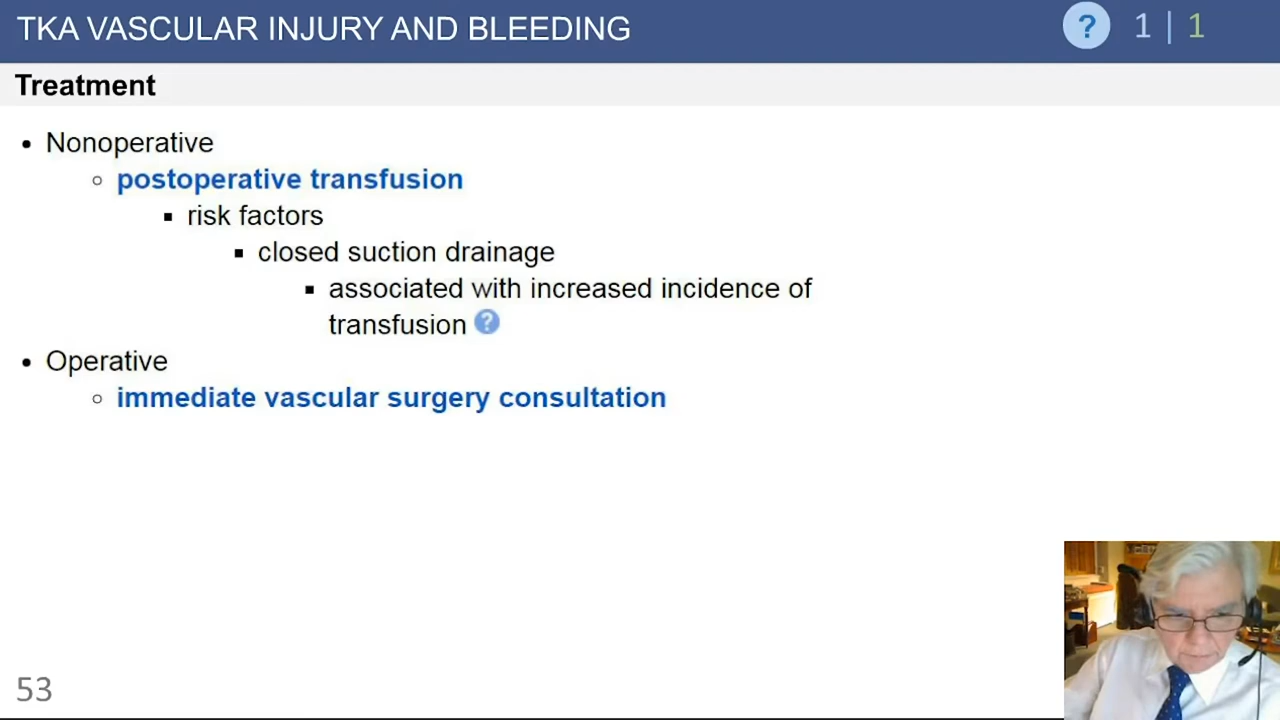 TKA VASCULAR INJURY AND BLEEDING
? 1 | 1
Treatment
• Nonoperative
○ postoperative transfusion
▪ risk factors
▪ closed suction drainage
▪ associated with increased incidence of
transfusion ?
• Operative
○ immediate vascular surgery consultation
53